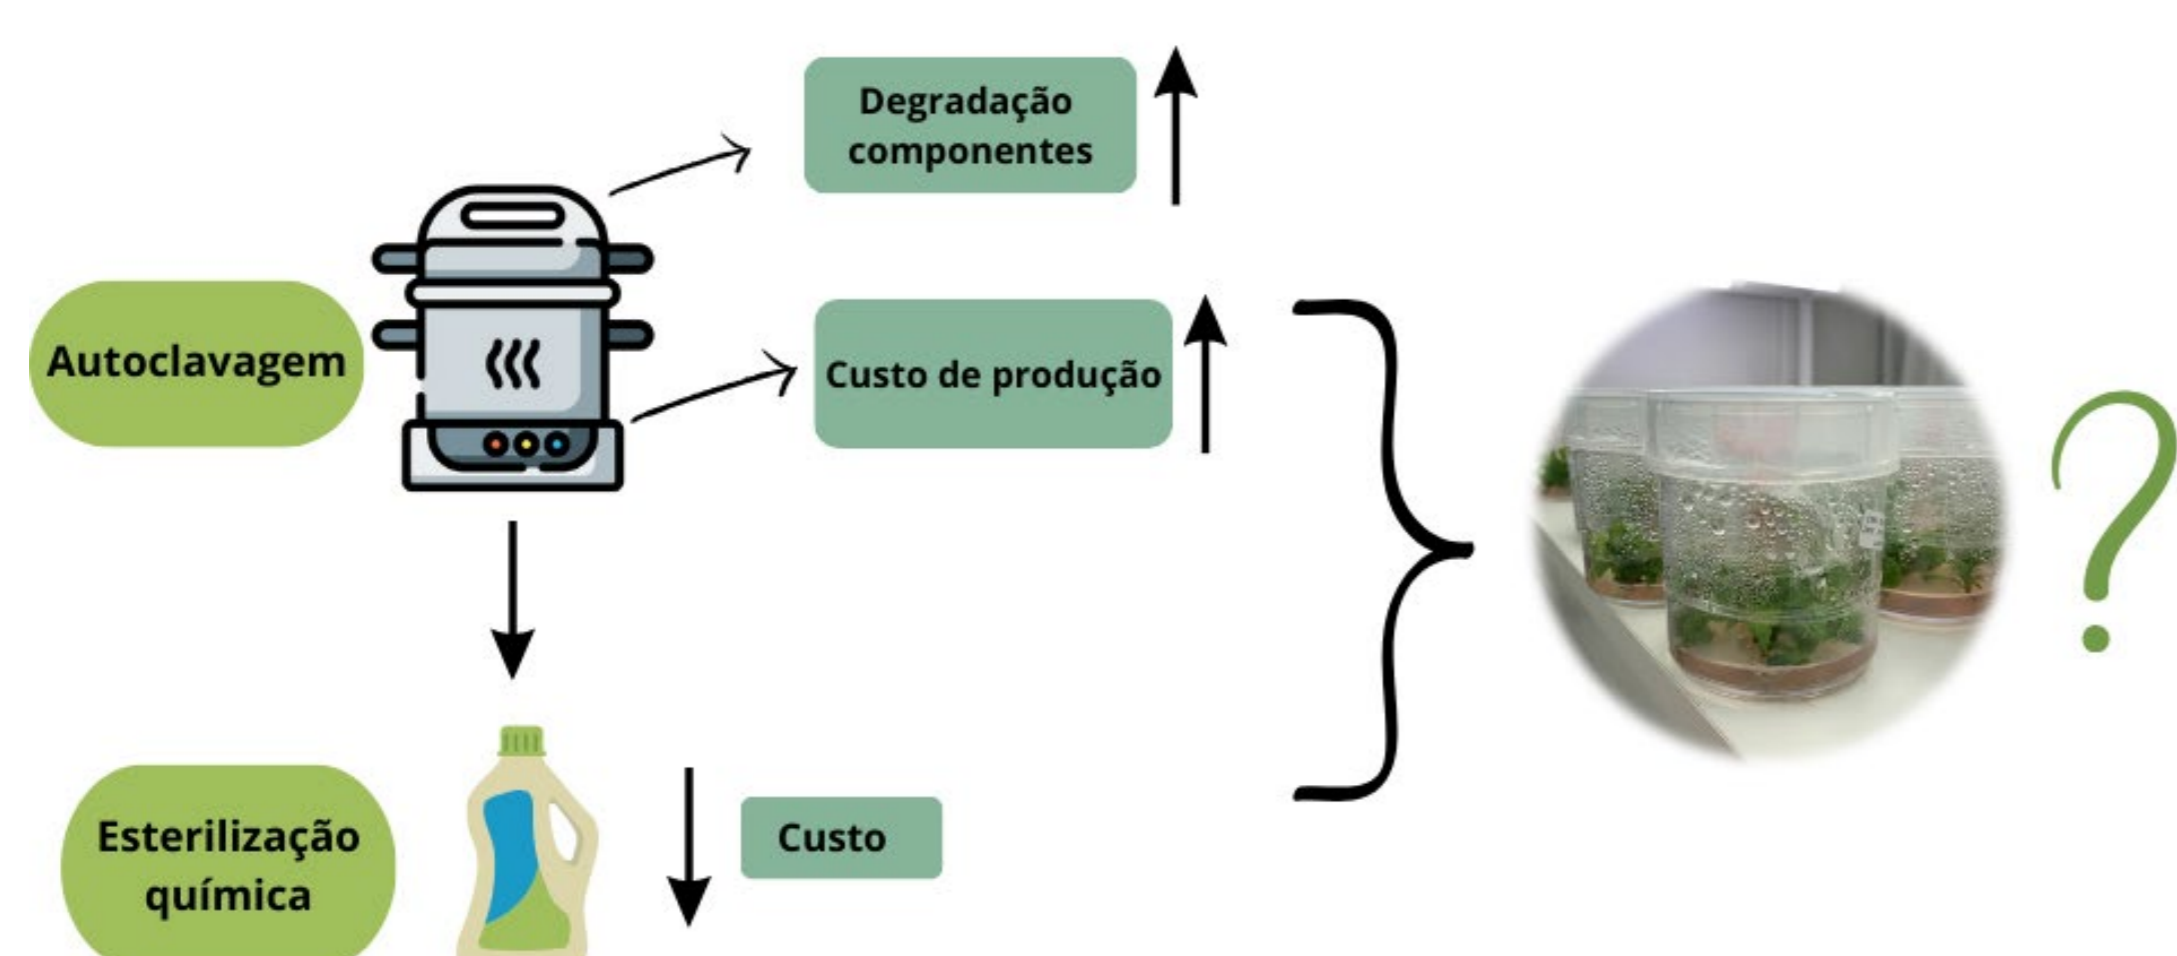 Degradação
componentes
Autoclavagem
Custo de produção
Esterilização
química
Custo
?